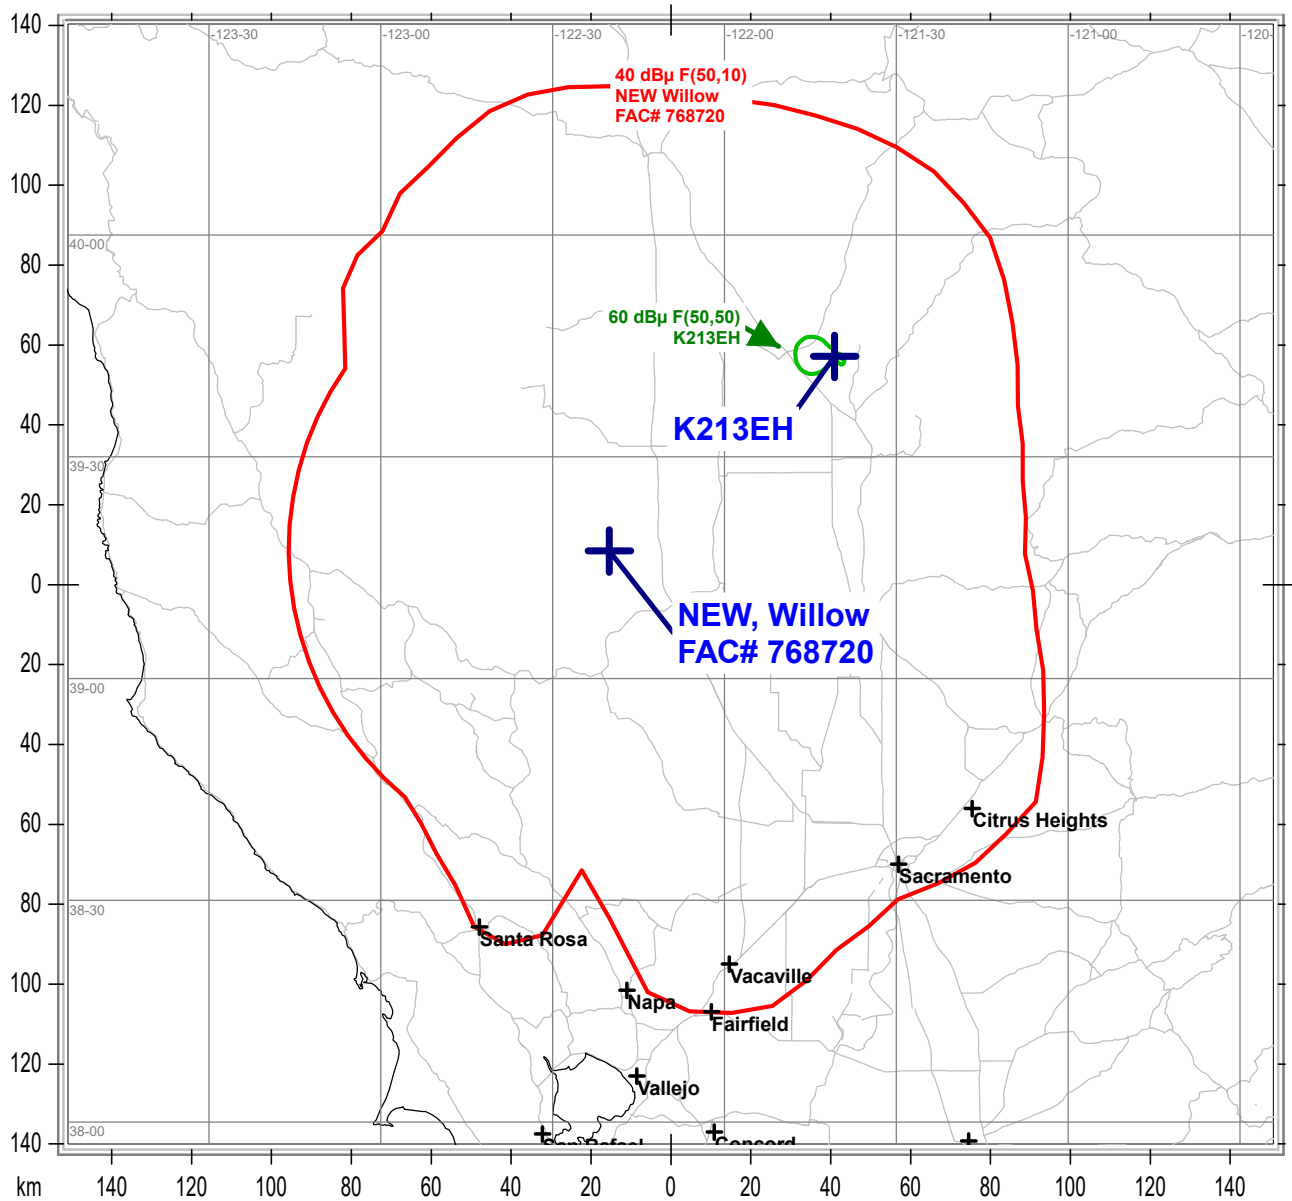 140
120
100
80
60
40
20
0
20
40
60
80
100
120
140
-123-30
-123-00
-122-30
-122-00
-121-30
-121-00
-120-
40 dBμ F(50,10)
NEW Willow
FAC# 768720
40-00
60 dBμ F(50,50)
K213EH
K213EH
39-30
NEW, Willow
FAC# 768720
39-00
Citrus Heights
Sacramento
38-30
Santa Rosa
Vacaville
Napa
Fairfield
Vallejo
38-00
San Rafael
Concord
km
140
120
100
80
60
40
20
0
20
40
60
80
100
120
140